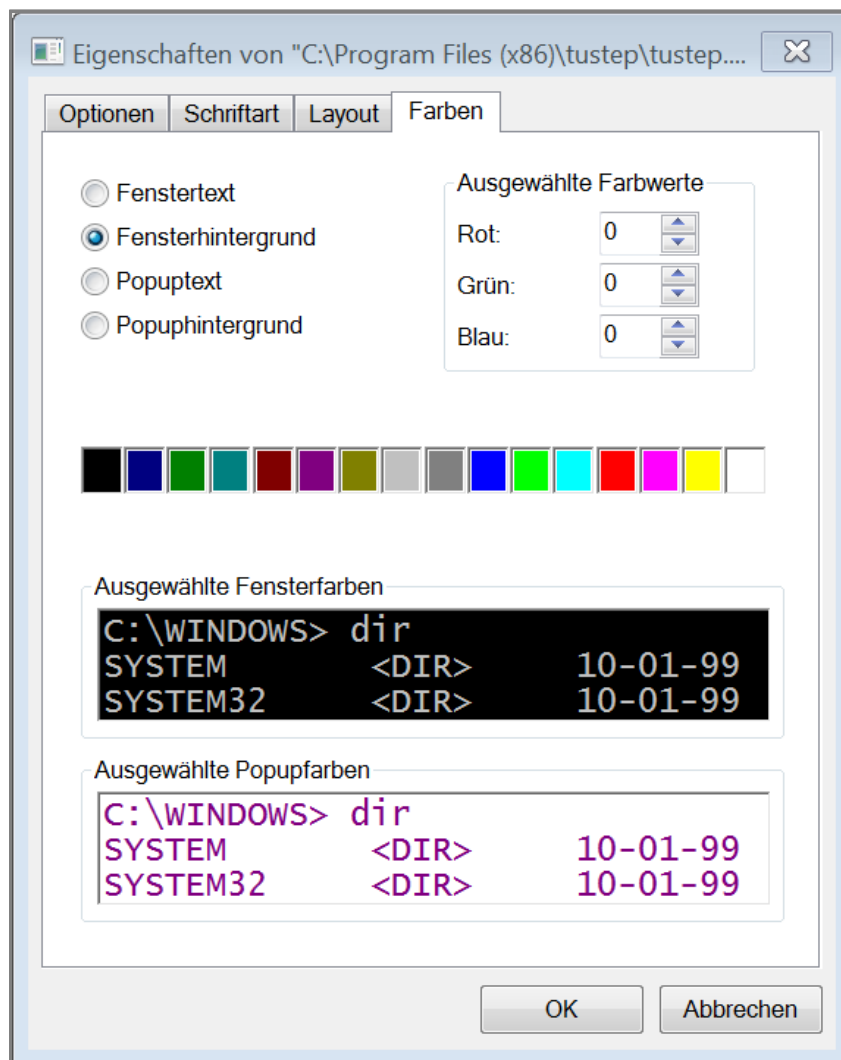 Eigenschaften von "C:\Program Files (x86)\tustep\tustep....
Optionen Schriftart Layout Farben
Fenstertext
Fensterhintergrund
Popuptext
Popuphintergrund
Ausgewählte Farbwerte
Rot: 0
Grün: 0
Blau: 0
Ausgewählte Fensterfarben
C:\WINDOWS> dir
SYSTEM <DIR> 10-01-99
SYSTEM32 <DIR> 10-01-99
Ausgewählte Popupfarben
C:\WINDOWS> dir
SYSTEM <DIR> 10-01-99
SYSTEM32 <DIR> 10-01-99
OK Abbrechen